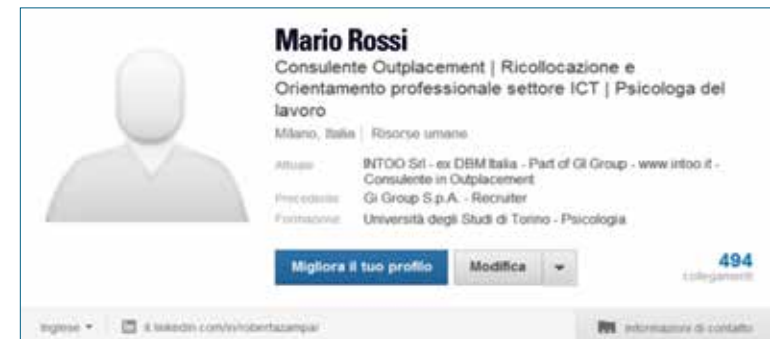 Mario Rossi
Consulente Outplacement | Ricollocazione e
Orientamento professionale settore ICT | Psicologa del
lavoro
Milano, Italia | Risorse umane
Attuale INTOO Srl - ex DBM Italia - Part of GI Group - www.intoo.it -
Consulente in Outplacement
Precedente Gi Group S.p.A. - Recruiter
Formazione Università degli Studi di Torino - Psicologia
Migliora il tuo profilo Modifica 494
collegamenti
Inglese it.linkedin.com/in/robertazampa/ Informazioni di contatto